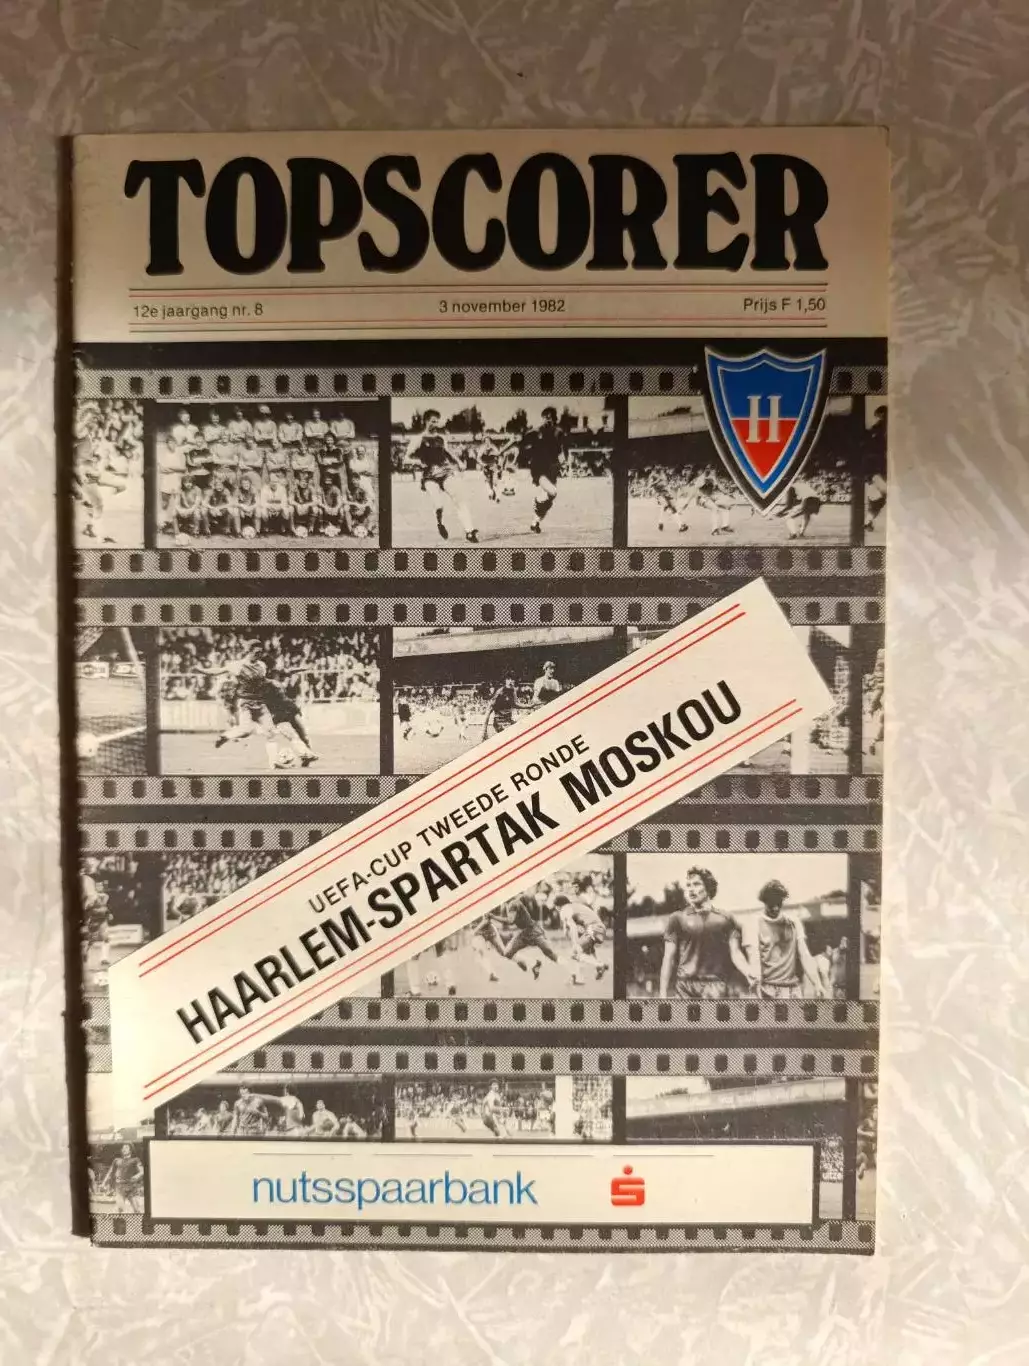 TOPSCORER
12e jaargang nr. 8 3 november 1982 Prijs F 1,50
H
UEFA-CUP TWEEDE RONDE
HAARLEM-SPARTAK MOSKOU
nutsspaarbank S